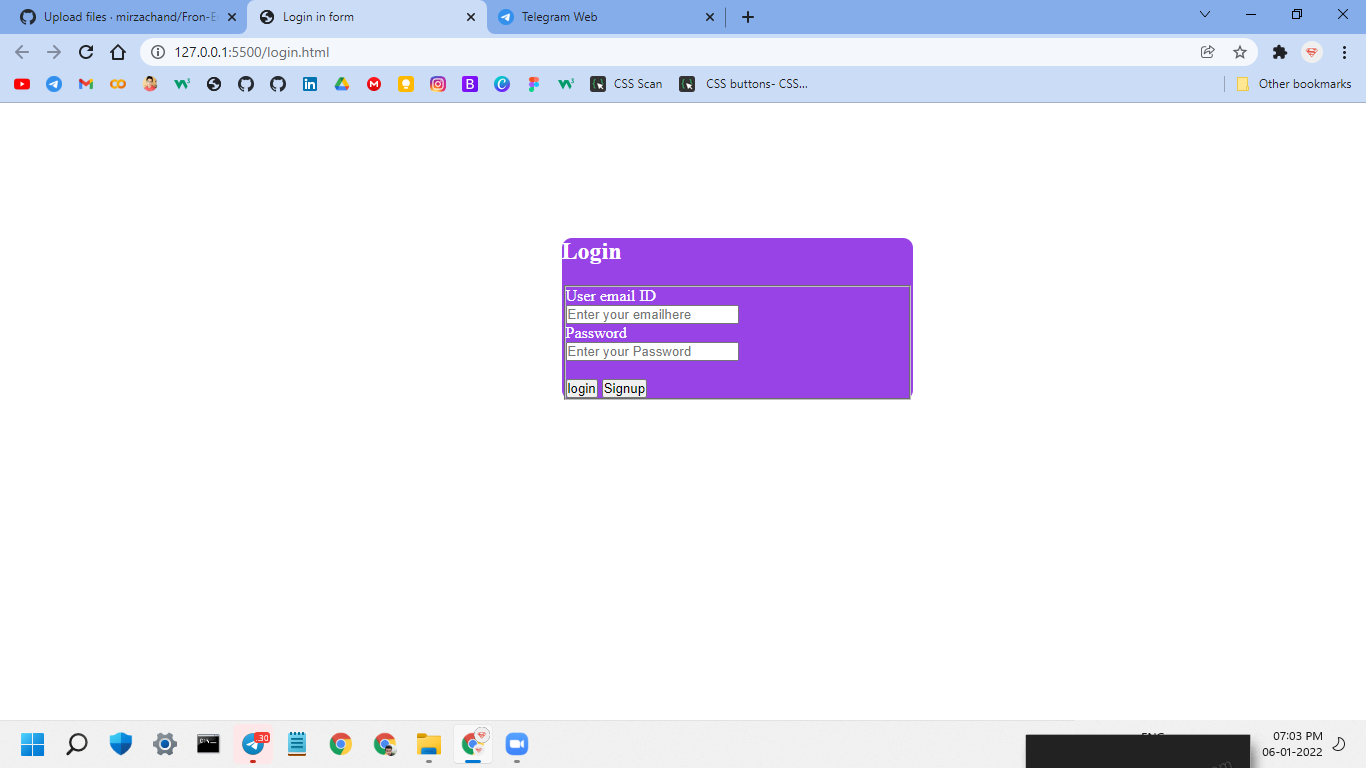 Upload files · mirzachand/Fron-E
Login in form
Telegram Web
127.0.0.1:5500/login.html
CSS Scan
CSS buttons- CSS...
Other bookmarks
Login
User email ID
Enter your emailhere
Password
Enter your Password
login Signup
.30
ENG
07:03 PM
06-01-2022